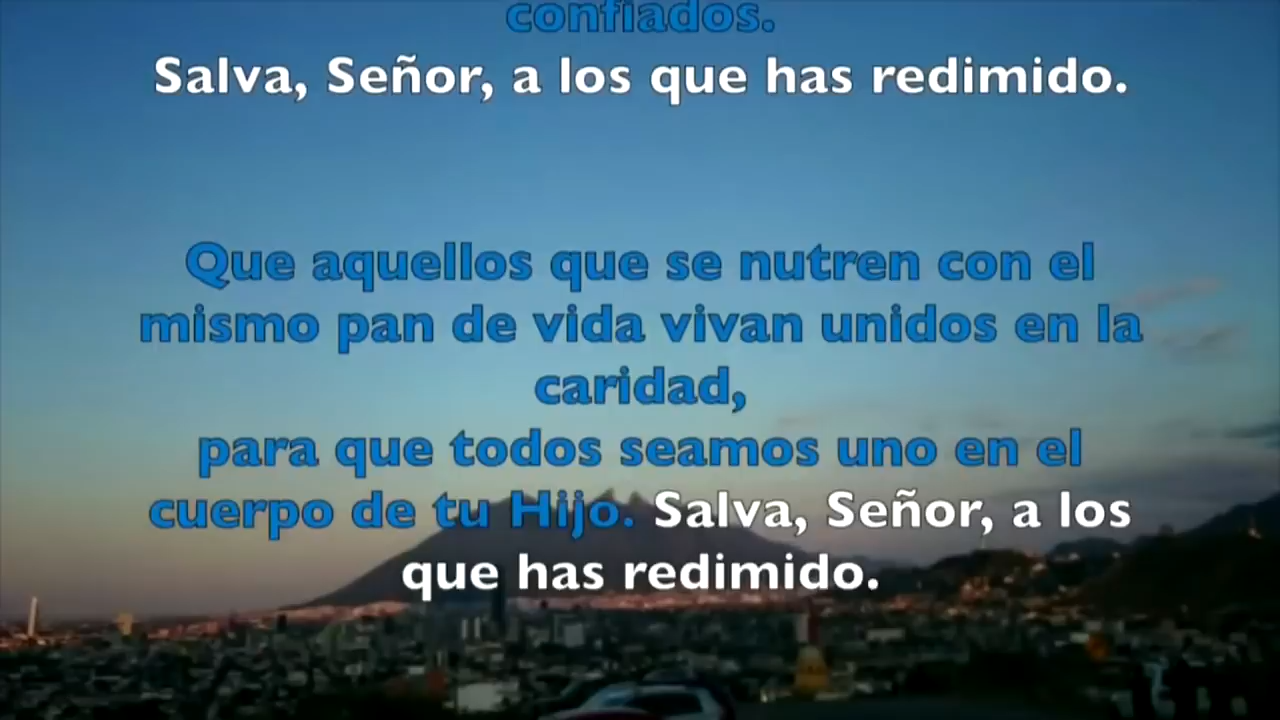 confiados.
Salva, Señor, a los que has redimido.
Que aquellos que se nutren con el
mismo pan de vida vivan unidos en la
caridad,
para que todos seamos uno en el
cuerpo de tu Hijo. Salva, Señor, a los
que has redimido.